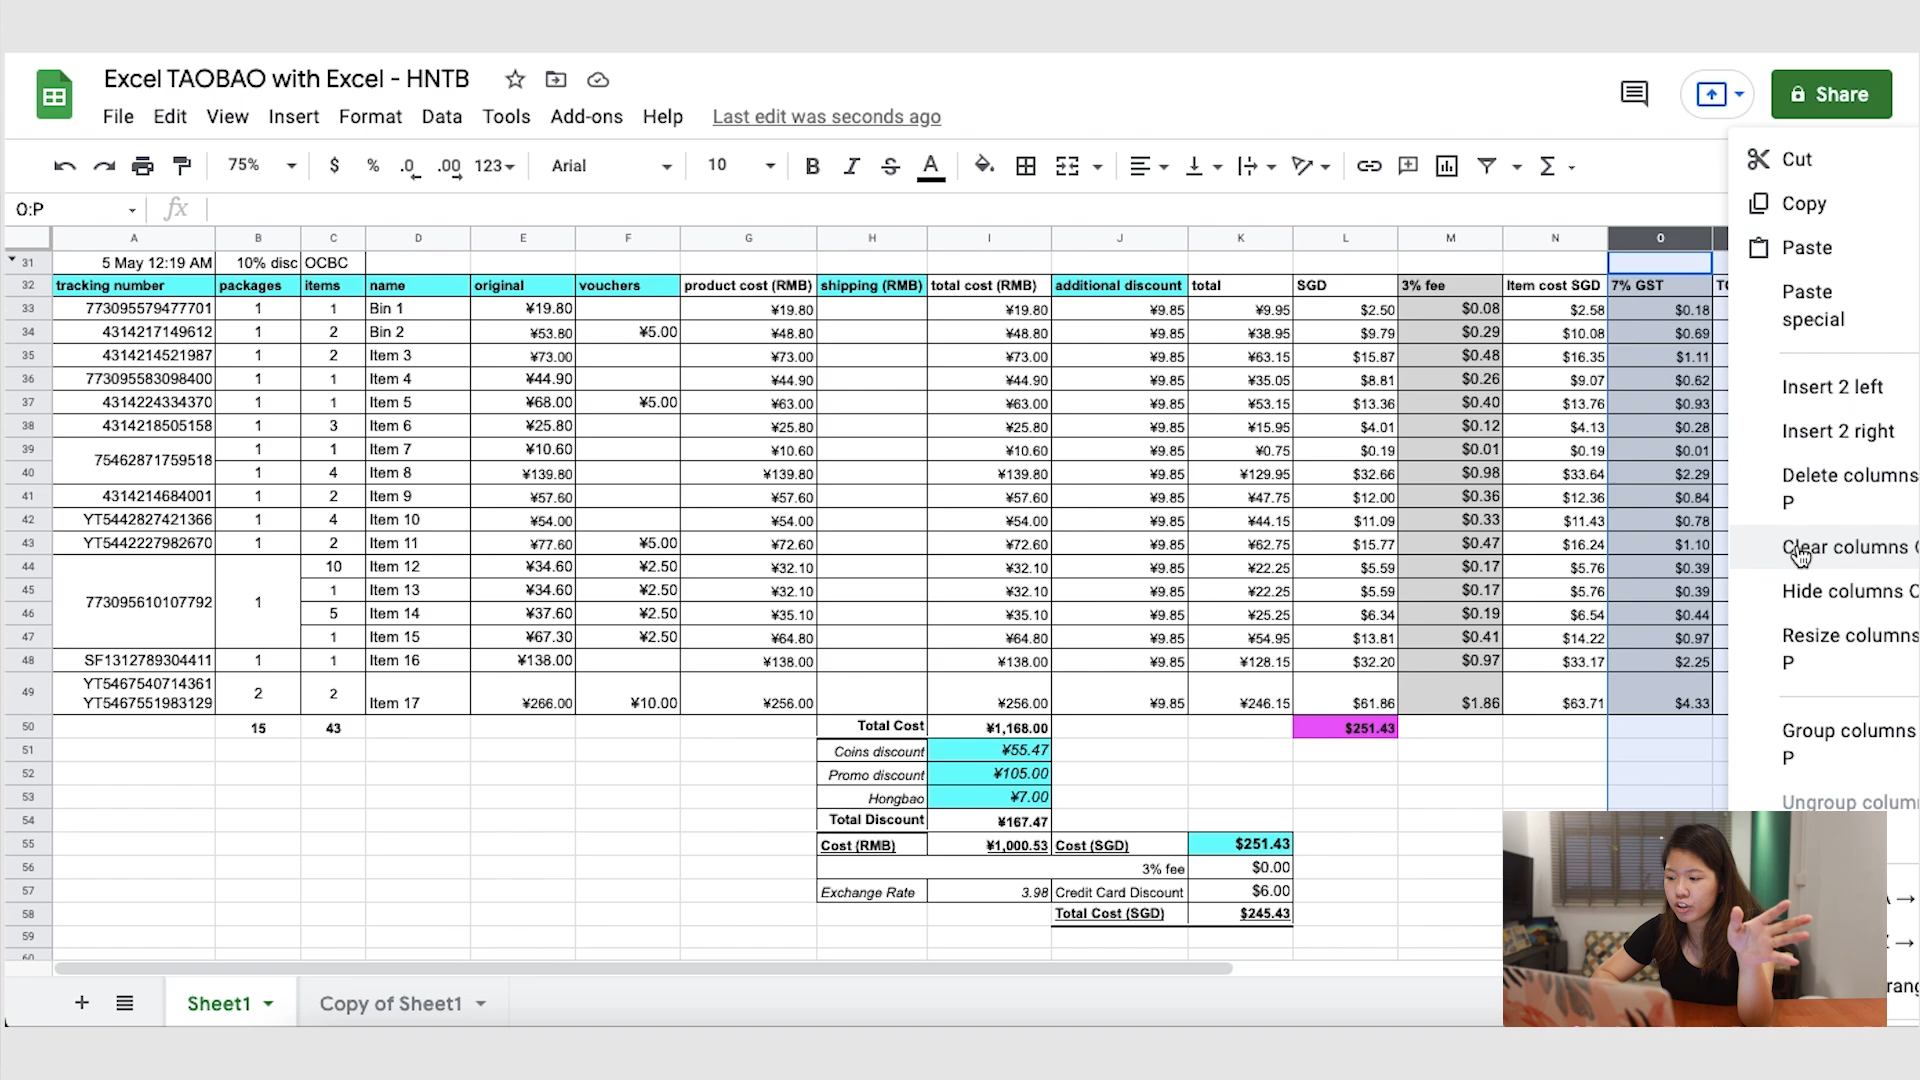 Excel TAOBAO with Excel - HNTB
File Edit View Insert Format Data Tools Add-ons Help Last edit was seconds ago
Share
75% $ % .0 .00 123 Arial 10 B I S A Σ
O:P fx
A B C D E F G H I J K L M N O
31 5 May 12:19 AM 10% disc OCBC
32 tracking number packages items name original vouchers product cost (RMB) shipping (RMB) total cost (RMB) additional discount total SGD 3% fee Item cost SGD 7% GST
33 773095579477701 1 1 Bin 1 ¥19.80 ¥19.80 ¥19.80 ¥9.85 ¥9.95 $2.50 $0.08 $2.58 $0.18
34 4314217149612 1 2 Bin 2 ¥53.80 ¥5.00 ¥48.80 ¥48.80 ¥9.85 ¥38.95 $9.79 $0.29 $10.08 $0.69
35 4314214521987 1 2 Item 3 ¥73.00 ¥73.00 ¥73.00 ¥9.85 ¥63.15 $15.87 $0.48 $16.35 $1.11
36 773095583098400 1 1 Item 4 ¥44.90 ¥44.90 ¥44.90 ¥9.85 ¥35.05 $8.81 $0.26 $9.07 $0.62
37 4314224334370 1 1 Item 5 ¥68.00 ¥5.00 ¥63.00 ¥63.00 ¥9.85 ¥53.15 $13.36 $0.40 $13.76 $0.93
38 4314218505158 1 3 Item 6 ¥25.80 ¥25.80 ¥25.80 ¥9.85 ¥15.95 $4.01 $0.12 $4.13 $0.28
39 75462871759518 1 1 Item 7 ¥10.60 ¥10.60 ¥10.60 ¥9.85 ¥0.75 $0.19 $0.01 $0.19 $0.01
40 1 4 Item 8 ¥139.80 ¥139.80 ¥139.80 ¥9.85 ¥129.95 $32.66 $0.98 $33.64 $2.29
41 4314214684001 1 2 Item 9 ¥57.60 ¥57.60 ¥57.60 ¥9.85 ¥47.75 $12.00 $0.36 $12.36 $0.84
42 YT5442827421366 1 4 Item 10 ¥54.00 ¥54.00 ¥54.00 ¥9.85 ¥44.15 $11.09 $0.33 $11.43 $0.78
43 YT5442227982670 1 2 Item 11 ¥77.60 ¥5.00 ¥72.60 ¥72.60 ¥9.85 ¥62.75 $15.77 $0.47 $16.24 $1.10
44 10 Item 12 ¥34.60 ¥2.50 ¥32.10 ¥32.10 ¥9.85 ¥22.25 $5.59 $0.17 $5.76 $0.39
45 773095610107792 1 1 Item 13 ¥34.60 ¥2.50 ¥32.10 ¥32.10 ¥9.85 ¥22.25 $5.59 $0.17 $5.76 $0.39
46 5 Item 14 ¥37.60 ¥2.50 ¥35.10 ¥35.10 ¥9.85 ¥25.25 $6.34 $0.19 $6.54 $0.44
47 1 Item 15 ¥67.30 ¥2.50 ¥64.80 ¥64.80 ¥9.85 ¥54.95 $13.81 $0.41 $14.22 $0.97
48 SF1312789304411 1 1 Item 16 ¥138.00 ¥138.00 ¥138.00 ¥9.85 ¥128.15 $32.20 $0.97 $33.17 $2.25
YT5467540714361
49 YT5467551983129 2 2 Item 17 ¥266.00 ¥10.00 ¥256.00 ¥256.00 ¥9.85 ¥246.15 $61.86 $1.86 $63.71 $4.33
50 15 43 Total Cost ¥1,168.00 $251.43
51 Coins discount ¥55.47
52 Promo discount ¥105.00
53 Hongbao ¥7.00
54 Total Discount ¥167.47
55 Cost (RMB) ¥1,000.53 Cost (SGD) $251.43
56 3% fee $0.00
57 Exchange Rate 3.98 Credit Card Discount $6.00
58 Total Cost (SGD) $245.43
59
60
Sheet1 Copy of Sheet1
Cut
Copy
Paste
Paste
special
Insert 2 left
Insert 2 right
Delete columns
P
Clear columns
Hide columns
Resize columns
P
Group columns
P
Ungroup colum